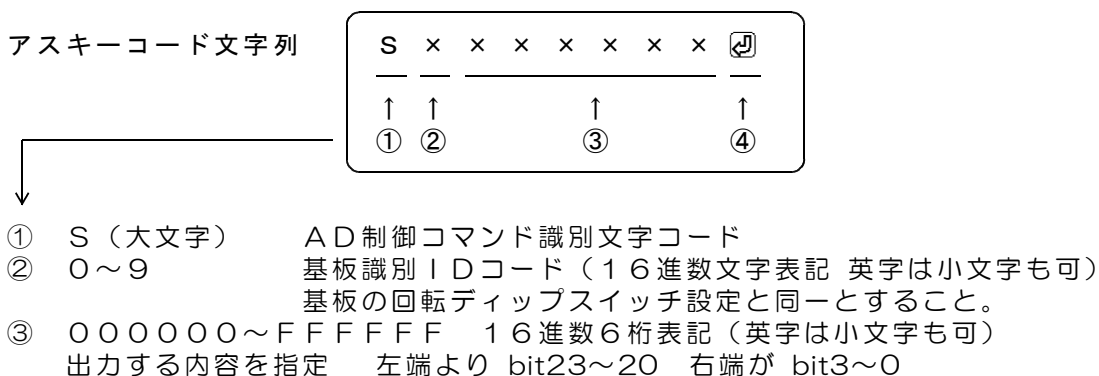 アスキーコード文字列
S × × × × × × × ⏎
↑ ↑ ↑ ↑
① ② ③ ④
① S(大文字) AD制御コマンド識別文字コード
② 0~9 基板識別IDコード(16進数文字表記 英字は小文字も可)
基板の回転ディップスイッチ設定と同一とすること。
③ 000000~FFFFFF 16進数6桁表記(英字は小文字も可)
出力する内容を指定 左端より bit23~20 右端が bit3~0